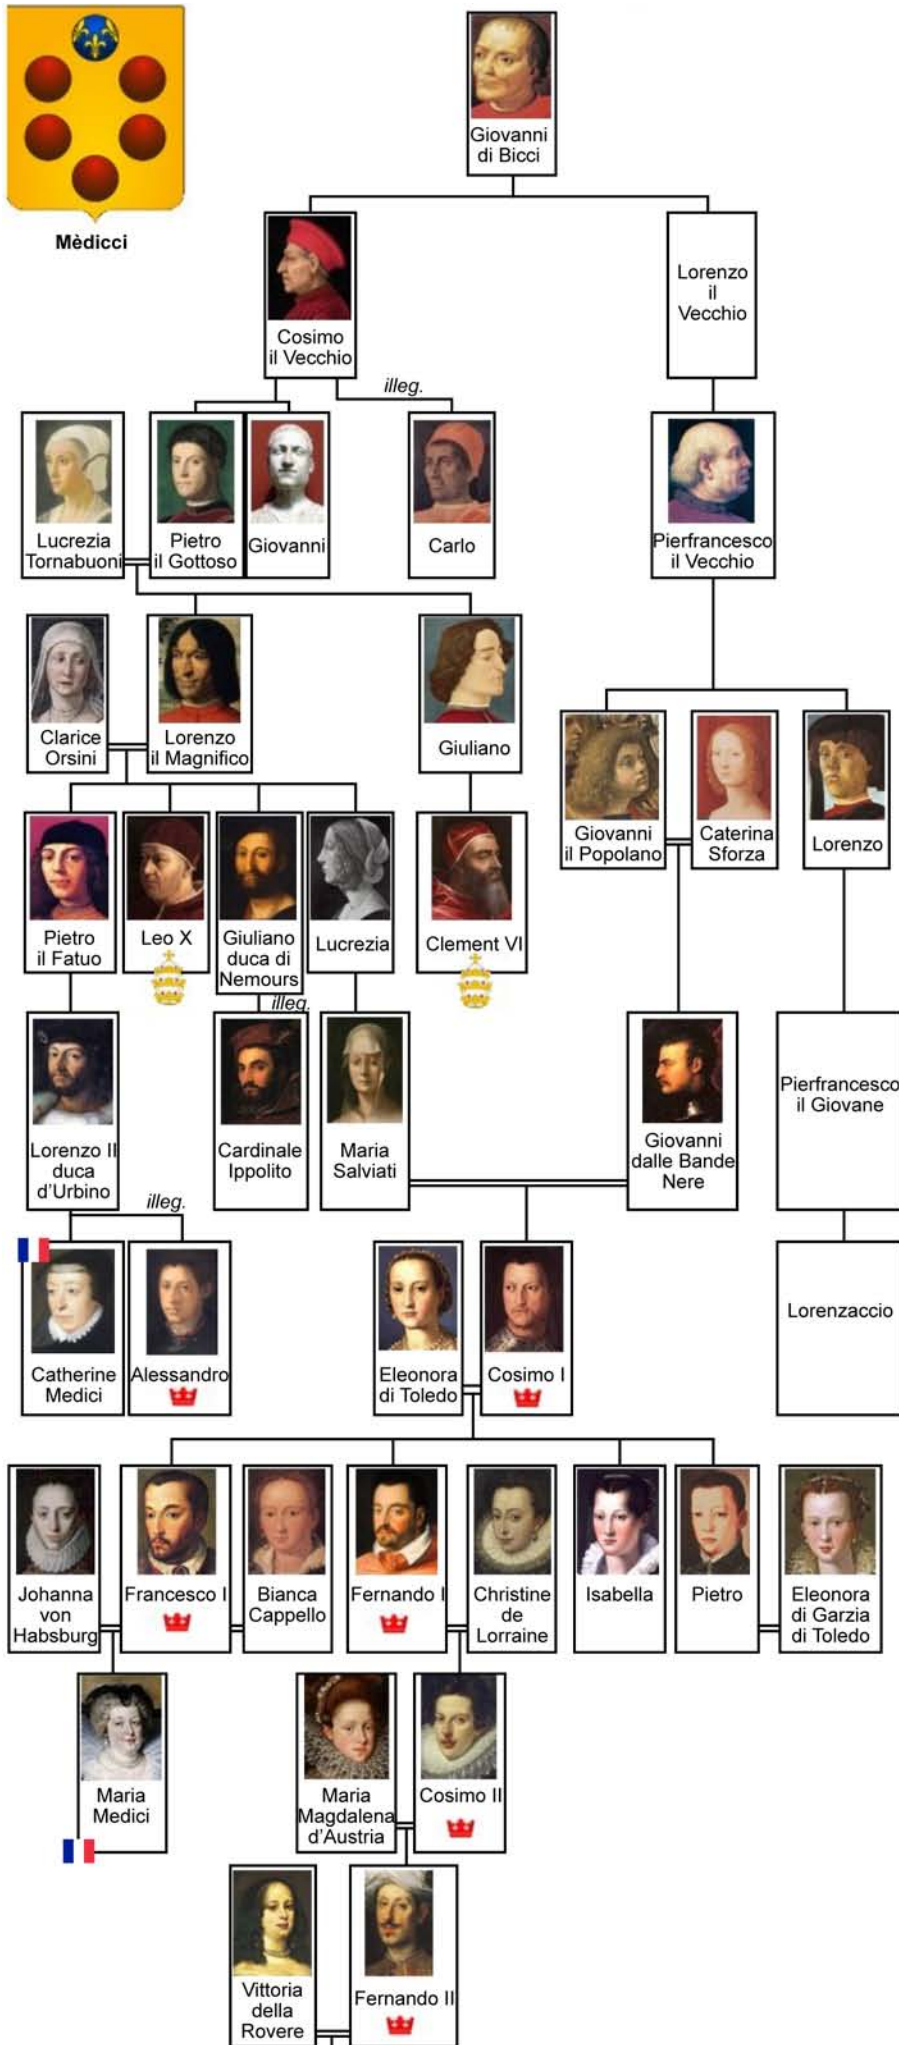 Mèdicci
Giovanni
di Bicci
Cosimo
il Vecchio
Lorenzo
il
Vecchio
illeg.
Lucrezia
Tornabuoni
Pietro
il Gottoso
Giovanni
Carlo
Pierfrancesco
il Vecchio
Clarice
Orsini
Lorenzo
il Magnifico
Giuliano
Giovanni
il Popolano
Caterina
Sforza
Lorenzo
Pietro
il Fatuo
Leo X
Giuliano
duca di
Nemours
Lucrezia
Clement VI
illeg.
Lorenzo II
duca
d'Urbino
Cardinale
Ippolito
Maria
Salviati
Giovanni
dalle Bande
Nere
Pierfrancesco
il Giovane
illeg.
Catherine
Medici
Alessandro
Eleonora
di Toledo
Cosimo I
Lorenzaccio
Johanna
von
Habsburg
Francesco I
Bianca
Cappello
Fernando I
Christine
de
Lorraine
Isabella
Pietro
Eleonora
di Garzia
di Toledo
Maria
Medici
Maria
Magdalena
d'Austria
Cosimo II
Vittoria
della
Rovere
Fernando II